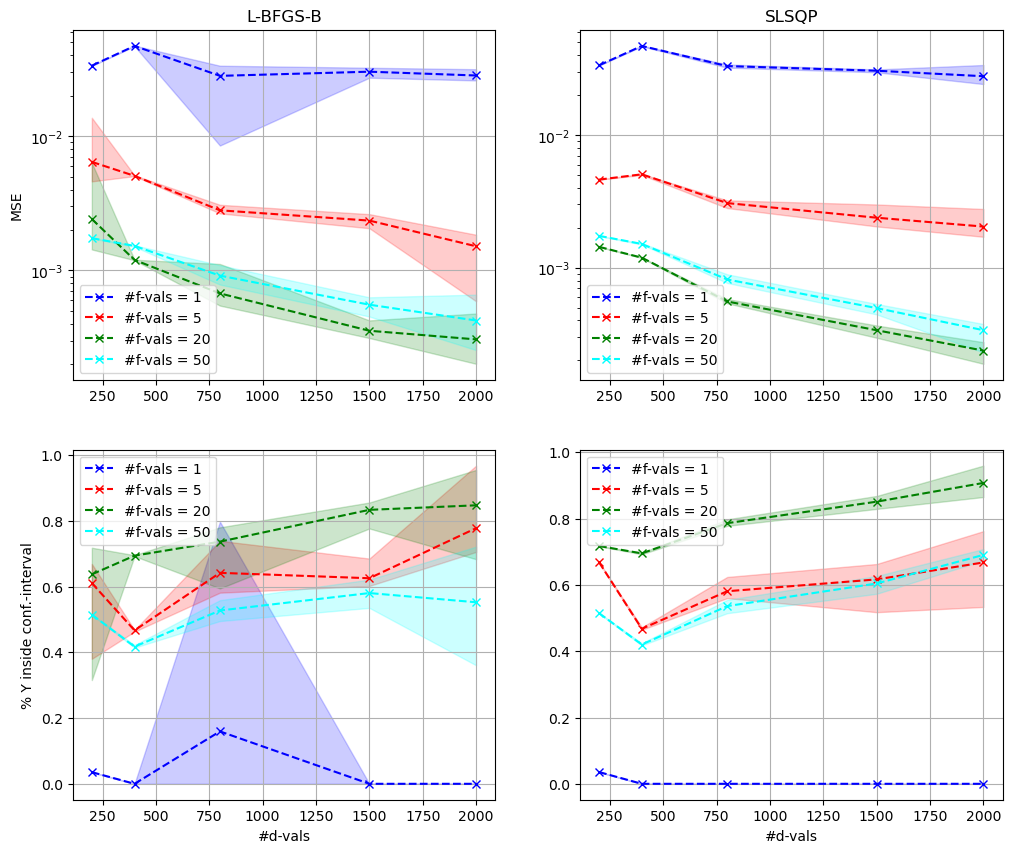 L-BFGS-B
SLSQP
MSE
10⁻²
10⁻³
#f-vals = 1
#f-vals = 5
#f-vals = 20
#f-vals = 50
250 500 750 1000 1250 1500 1750 2000
10⁻²
10⁻³
#f-vals = 1
#f-vals = 5
#f-vals = 20
#f-vals = 50
250 500 750 1000 1250 1500 1750 2000
% Y inside conf.-interval
1.0
0.8
0.6
0.4
0.2
0.0
#f-vals = 1
#f-vals = 5
#f-vals = 20
#f-vals = 50
250 500 750 1000 1250 1500 1750 2000
#d-vals
1.0
0.8
0.6
0.4
0.2
0.0
#f-vals = 1
#f-vals = 5
#f-vals = 20
#f-vals = 50
250 500 750 1000 1250 1500 1750 2000
#d-vals